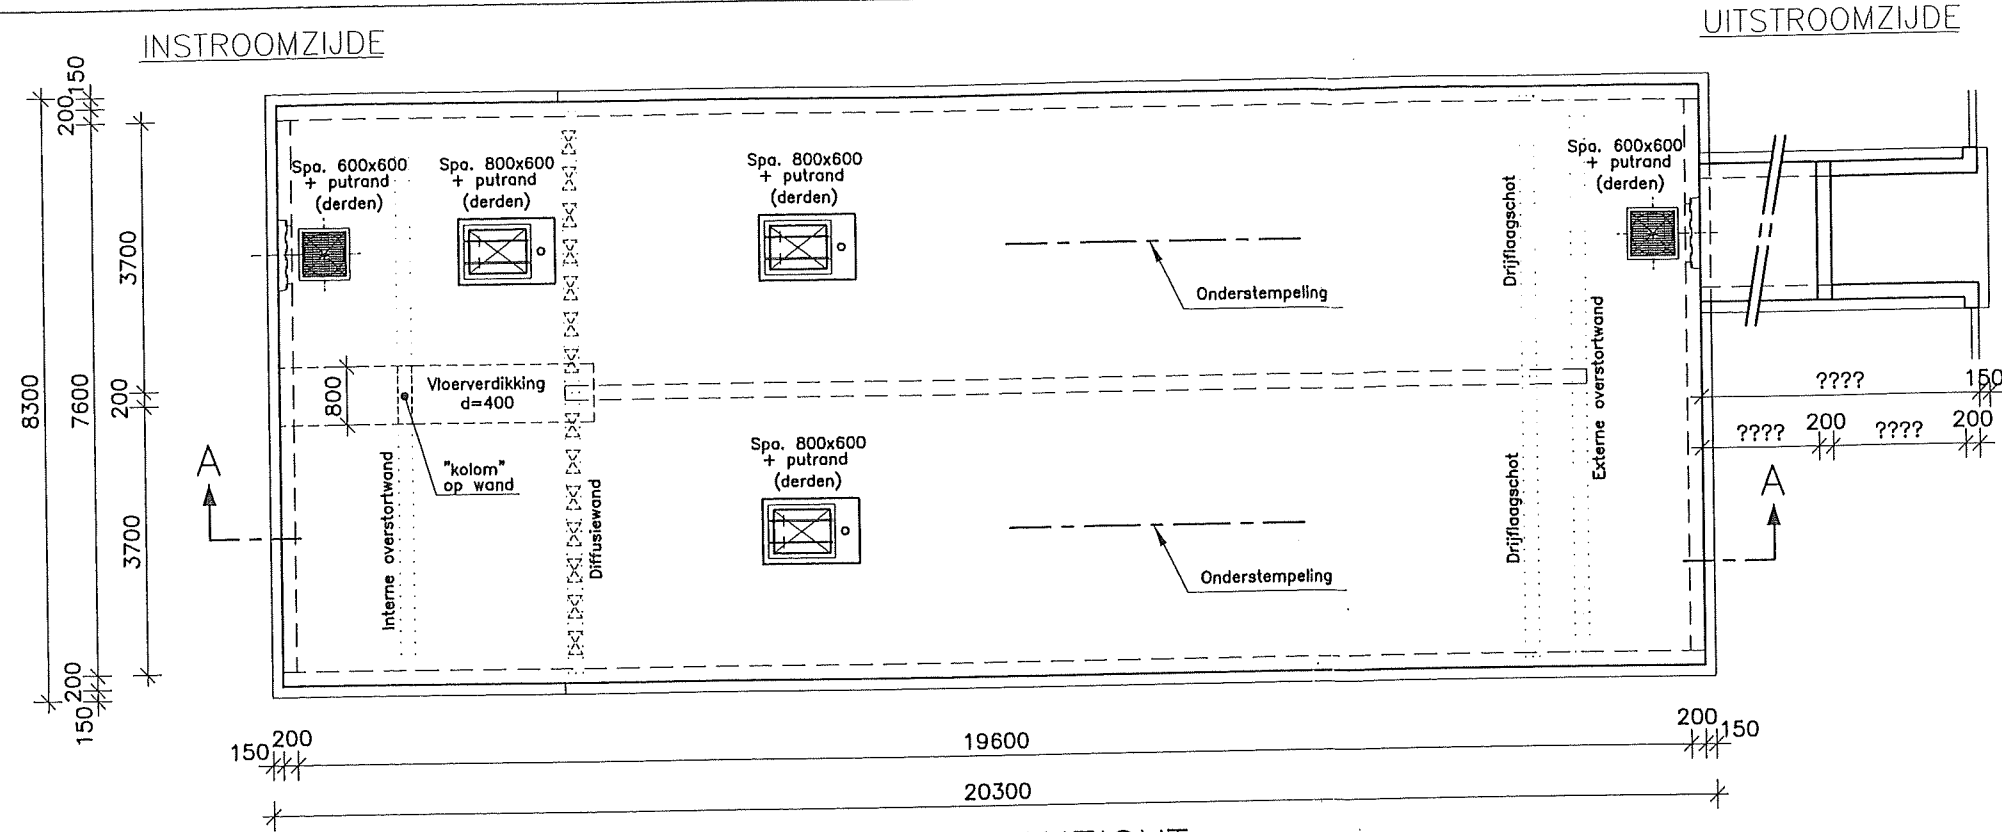 INSTROOMZIJDE
UITSTROOMZIJDE
150
200
3700
8300
7600
200
3700
200
150
Spa. 600x600
+ putrand
(derden)
Spa. 800x600
+ putrand
(derden)
Spa. 800x600
+ putrand
(derden)
Spa. 600x600
+ putrand
(derden)
Drijflaagschot
Onderstempeling
Externe overstortwand
800
Vloerverdikking
d=400
????
150
????
200
????
200
A
"kolom"
op wand
Interne overstortwand
Diffusiewand
Spa. 800x600
+ putrand
(derden)
Drijflaagschot
A
Onderstempeling
150
200
19600
200
150
20300